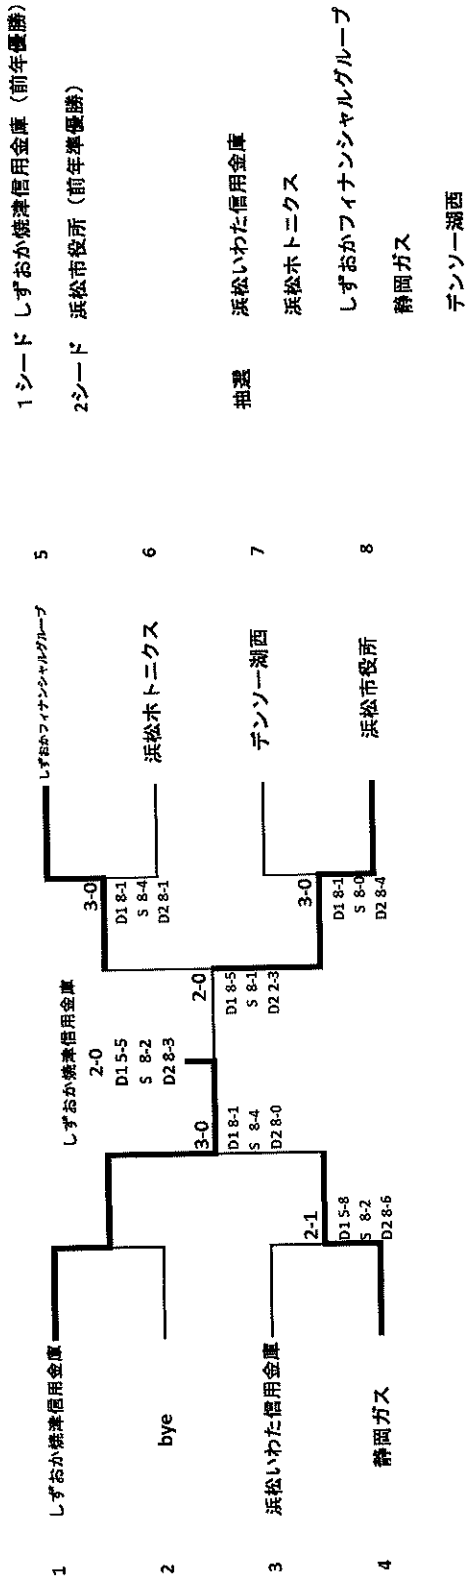 1 しずおか焼津信用金庫
2 bye
3 浜松いわた信用金庫
4 静岡ガス
2-1
D1 5-8
S 8-2
D2 8-6
3-0
D1 8-1
S 8-4
D2 8-0
しずおか焼津信用金庫
2-0
D1 5-5
S 8-2
D2 8-3
2-0
D1 8-5
S 8-1
D2 2-3
3-0
D1 8-1
S 8-4
D2 8-1
3-0
D1 8-1
S 8-0
D2 8-4
しずおかフィナンシャルグループ 5
浜松ホトニクス 6
デンソー湖西 7
浜松市役所 8
1シード しずおか焼津信用金庫（前年優勝）
2シード 浜松市役所（前年準優勝）
抽選 浜松いわた信用金庫
浜松ホトニクス
しずおかフィナンシャルグループ
静岡ガス
デンソー湖西